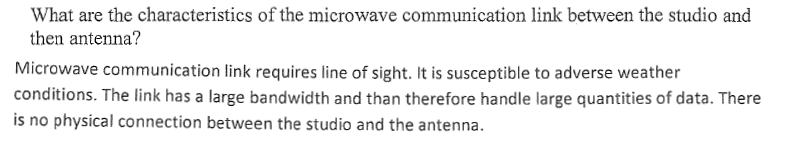 What are the characteristics of the microwave communication link between the studio and
then antenna?
Microwave communication link requires line of sight. It is susceptible to adverse weather
conditions. The link has a large bandwidth and than therefore handle large quantities of data. There
is no physical connection between the studio and the antenna.